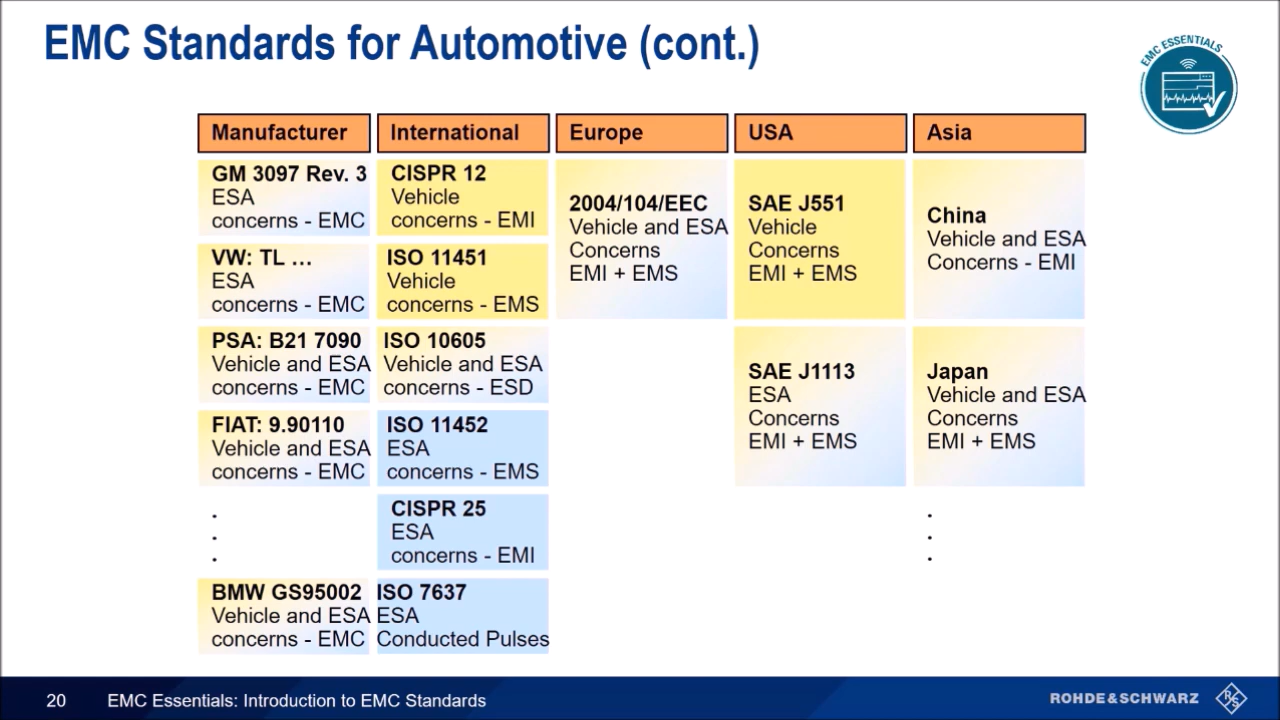 EMC Standards for Automotive (cont.)
EMC ESSENTIALS
Manufacturer
GM 3097 Rev. 3
ESA
concerns - EMC
VW: TL …
ESA
concerns - EMC
PSA: B21 7090
Vehicle and ESA
concerns - EMC
FIAT: 9.90110
Vehicle and ESA
concerns - EMC
.
.
.
BMW GS95002
Vehicle and ESA
concerns - EMC
International
CISPR 12
Vehicle
concerns - EMI
ISO 11451
Vehicle
concerns - EMS
ISO 10605
Vehicle and ESA
concerns - ESD
ISO 11452
ESA
concerns - EMS
CISPR 25
ESA
concerns - EMI
ISO 7637
ESA
Conducted Pulses
Europe
2004/104/EEC
Vehicle and ESA
Concerns
EMI + EMS
USA
SAE J551
Vehicle
Concerns
EMI + EMS
SAE J1113
ESA
Concerns
EMI + EMS
Asia
China
Vehicle and ESA
Concerns - EMI
Japan
Vehicle and ESA
Concerns
EMI + EMS
.
.
.
20 EMC Essentials: Introduction to EMC Standards
ROHDE&SCHWARZ
R/S